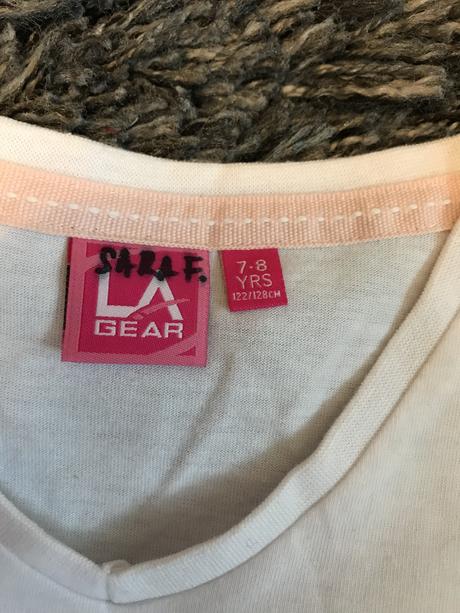 SARA F.
LA
GEAR
7-8
YRS
122/128CM